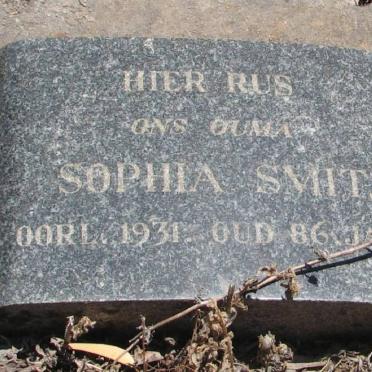 HIER RUS
ONS OUMA
SOPHIA SMIT
OORL. 1931. OUD 86